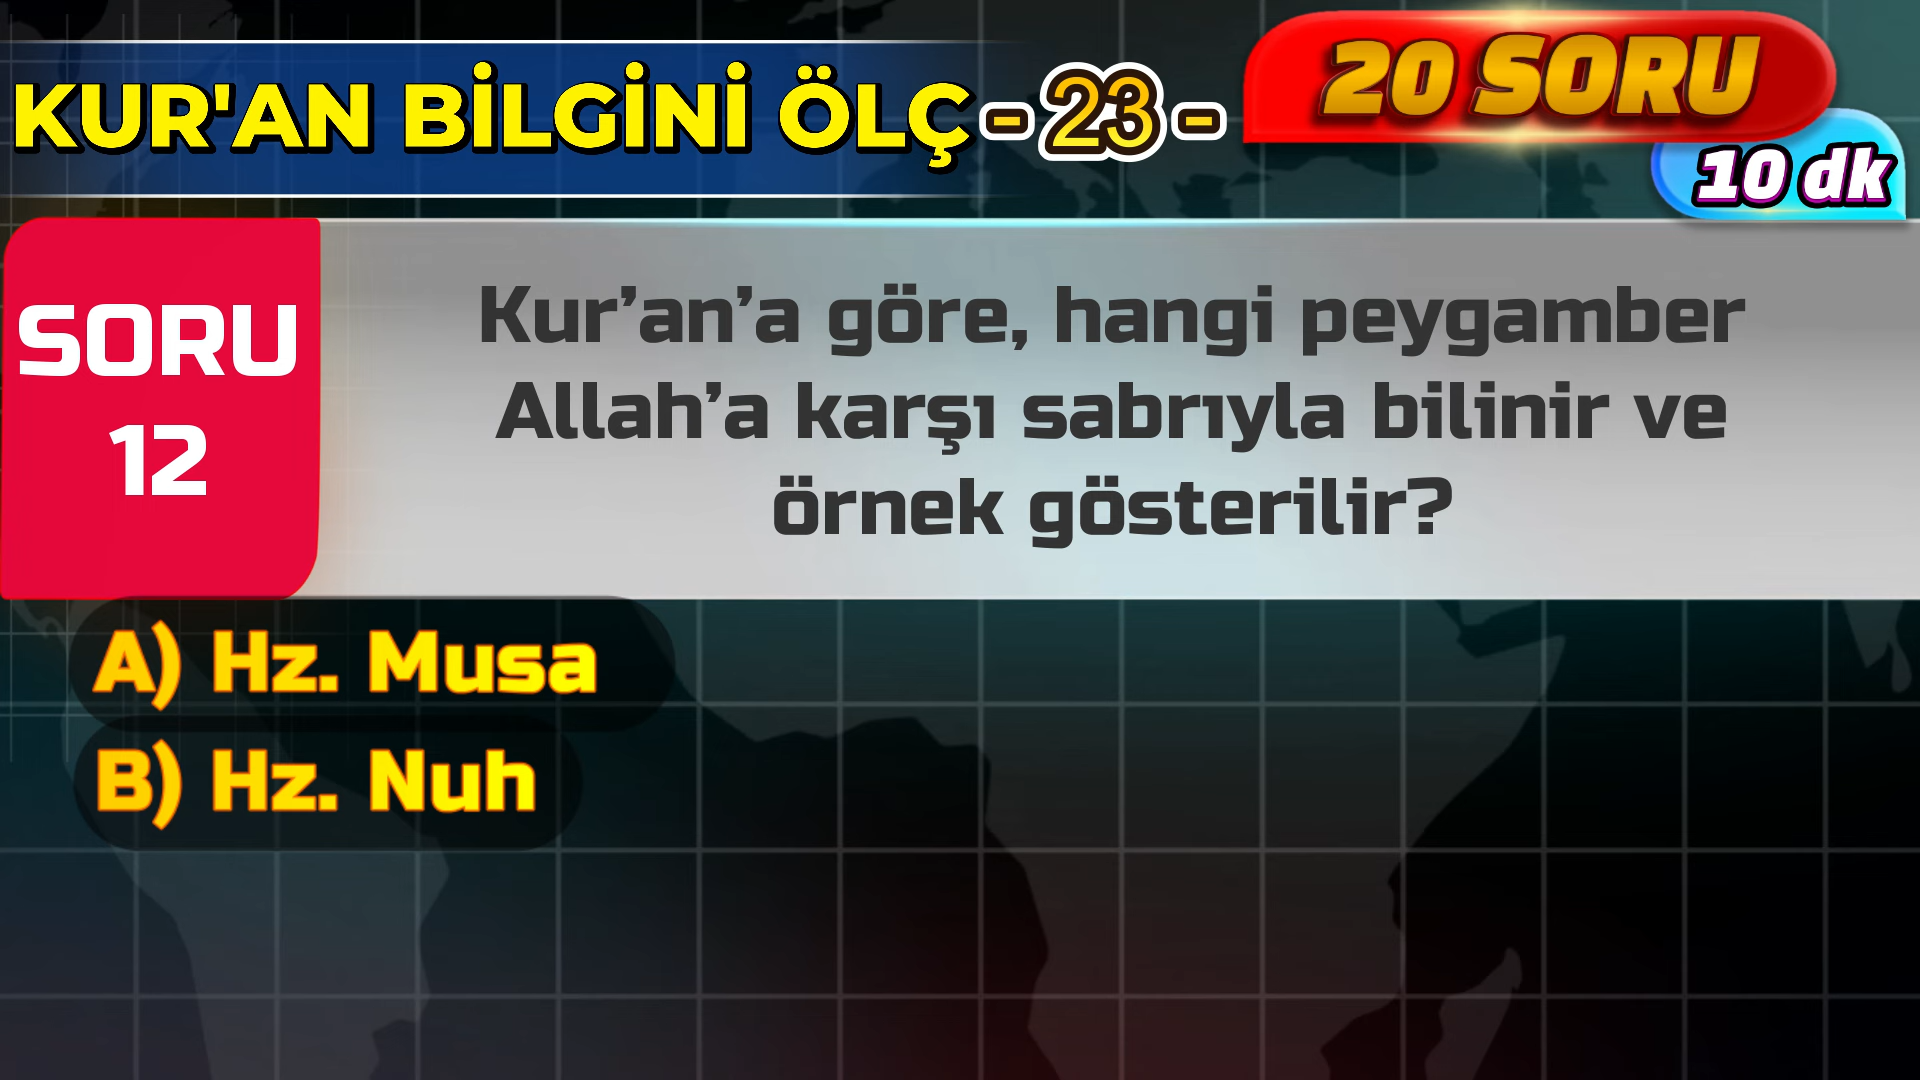 KUR'AN BİLGİNİ ÖLÇ - 23 -
20 SORU
10 dk
SORU
12
Kur’an’a göre, hangi peygamber
Allah’a karşı sabrıyla bilinir ve
örnek gösterilir?
A) Hz. Musa
B) Hz. Nuh